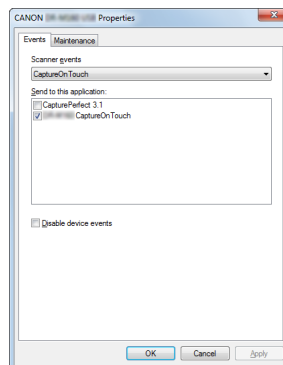 CANON Properties
Events Maintenance
Scanner events
CaptureOnTouch
Send to this application:
CapturePerfect 3.1
CaptureOnTouch
Disable device events
OK Cancel Apply